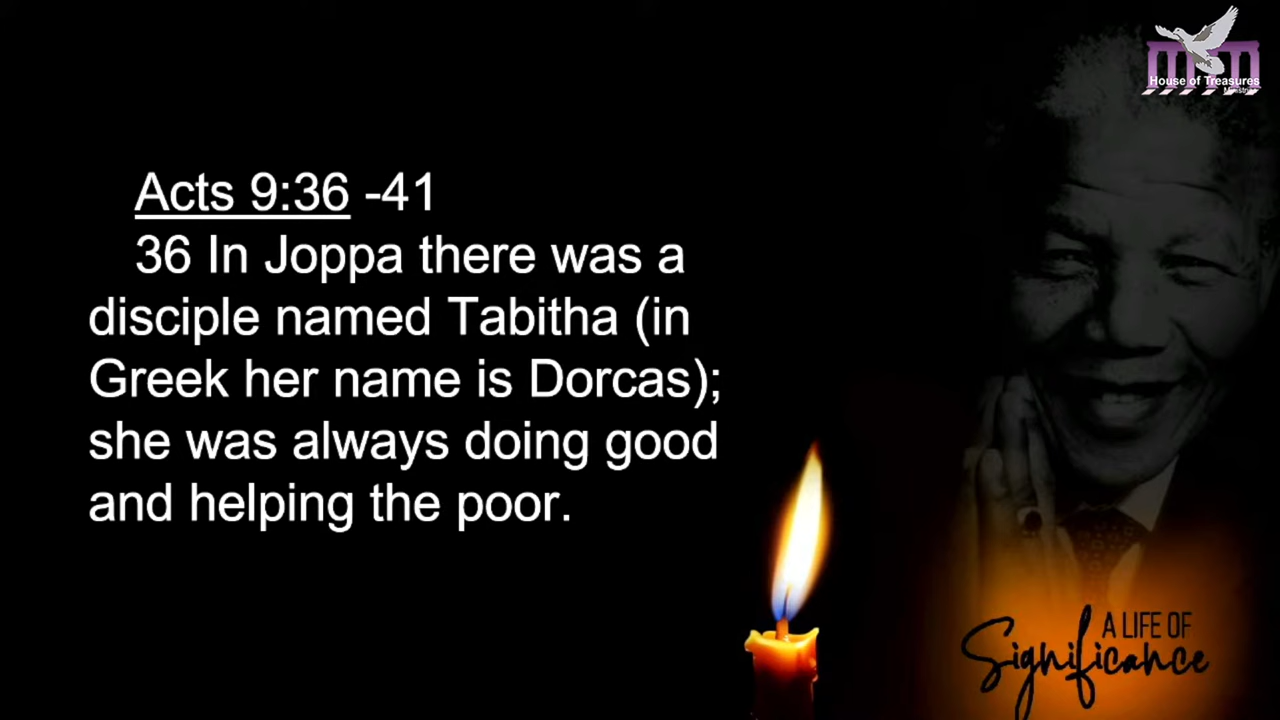 House of Treasures
Ministries
Acts 9:36 -41
36 In Joppa there was a
disciple named Tabitha (in
Greek her name is Dorcas);
she was always doing good
and helping the poor.
A LIFE OF
Significance